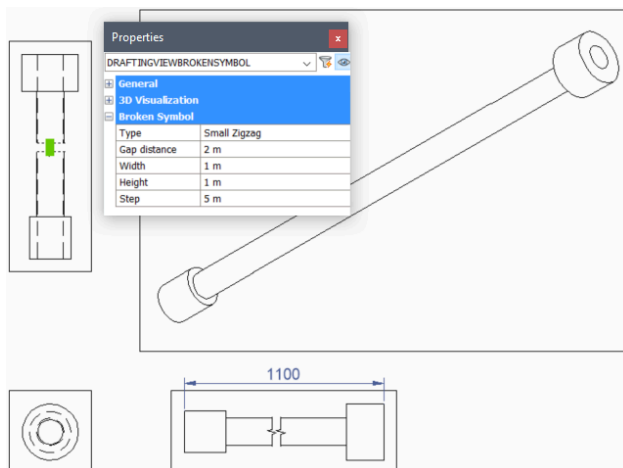 Properties
x
DRAFTINGVIEWBROKENSYMBOL
General
3D Visualization
Broken Symbol
Type Small Zigzag
Gap distance 2 m
Width 1 m
Height 1 m
Step 5 m
1100